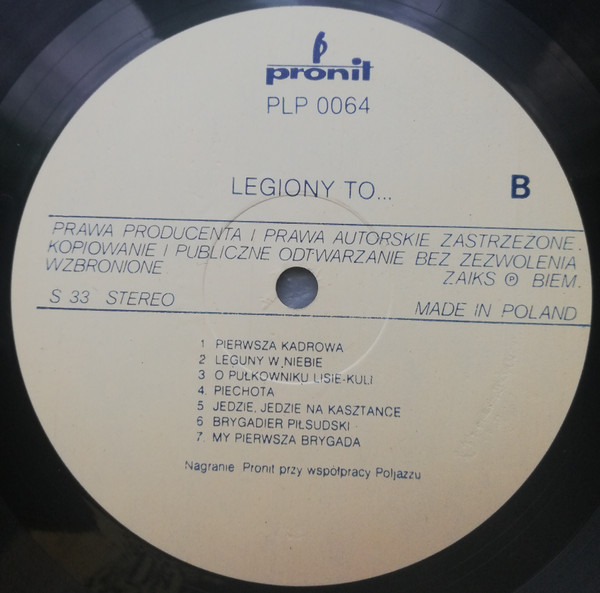 pronit
PLP 0064
LEGIONY TO...
B
PRAWA PRODUCENTA I PRAWA AUTORSKIE ZASTRZEŻONE.
KOPIOWANIE I PUBLICZNE ODTWARZANIE BEZ ZEZWOLENIA
WZBRONIONE
ZAIKS ℗ BIEM.
S 33 STEREO
MADE IN POLAND
1 PIERWSZA KADROWA
2 LEGUNY W NIEBIE
3 O PUŁKOWNIKU LISIE-KULI
4. PIECHOTA
5 JEDZIE, JEDZIE NA KASZTANCE
6 BRYGADIER PIŁSUDSKI
7. MY PIERWSZA BRYGADA
Nagranie Pronit przy współpracy Poljazzu